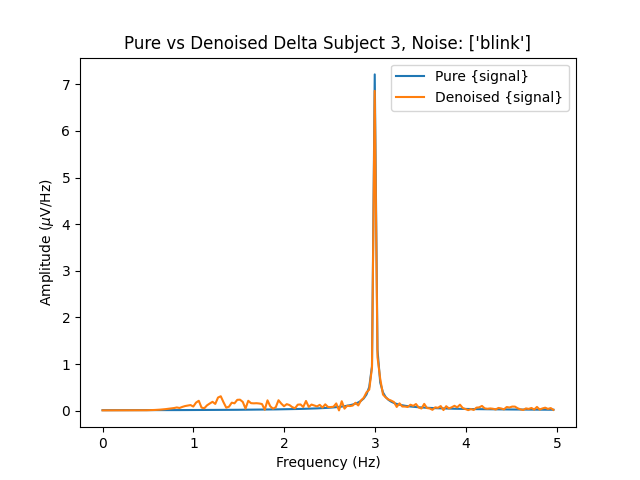 Pure vs Denoised Delta Subject 3, Noise: ['blink']
Pure {signal}
Denoised {signal}
Amplitude (μV/Hz)
7
6
5
4
3
2
1
0
0 1 2 3 4 5
Frequency (Hz)